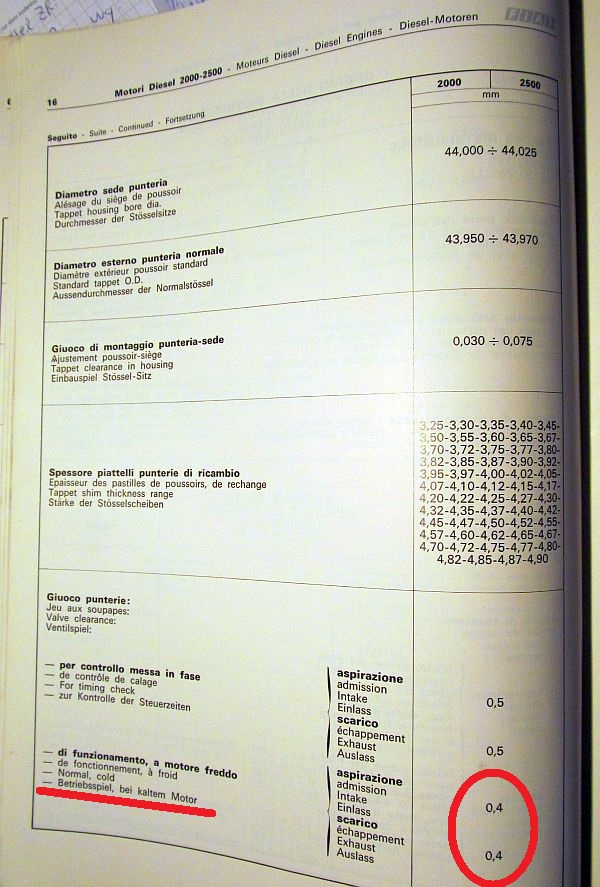 16
Motori Diesel 2000-2500 - Moteurs Diesel - Diesel Engines - Diesel-Motoren
FIAT
Seguito - Suite - Continued - Fortsetzung
2000 2500
mm
Diametro sede punteria
Alésage du siège de poussoir
Tappet housing bore dia.
Durchmesser der Stösselsitze
44,000 ÷ 44,025
Diametro esterno punteria normale
Diamètre extérieur poussoir standard
Standard tappet O.D.
Aussendurchmesser der Normalstössel
43,950 ÷ 43,970
Giuoco di montaggio punteria-sede
Ajustement poussoir-siège
Tappet clearance in housing
Einbauspiel Stössel-Sitz
0,030 ÷ 0,075
Spessore piattelli punterie di ricambio
Epaisseur des pastilles de poussoirs, de rechange
Tappet shim thickness range
Stärke der Stösselscheiben
3,25-3,30-3,35-3,40-3,45-
3,50-3,55-3,60-3,65-3,67-
3,70-3,72-3,75-3,77-3,80-
3,82-3,85-3,87-3,90-3,92-
3,95-3,97-4,00-4,02-4,05-
4,07-4,10-4,12-4,15-4,17-
4,20-4,22-4,25-4,27-4,30-
4,32-4,35-4,37-4,40-4,42-
4,45-4,47-4,50-4,52-4,55-
4,57-4,60-4,62-4,65-4,67-
4,70-4,72-4,75-4,77-4,80-
4,82-4,85-4,87-4,90
Giuoco punterie:
Jeu aux soupapes:
Valve clearance:
Ventilspiel:
— per controllo messa in fase
— de contrôle de calage
— For timing check
— zur Kontrolle der Steuerzeiten
aspirazione
admission
Intake
Einlass
0,5
scarico
échappement
Exhaust
Auslass
0,5
— di funzionamento, a motore freddo
— de fonctionnement, à froid
— Normal, cold
— Betriebsspiel, bei kaltem Motor
aspirazione
admission
Intake
Einlass
0,4
scarico
échappement
Exhaust
Auslass
0,4